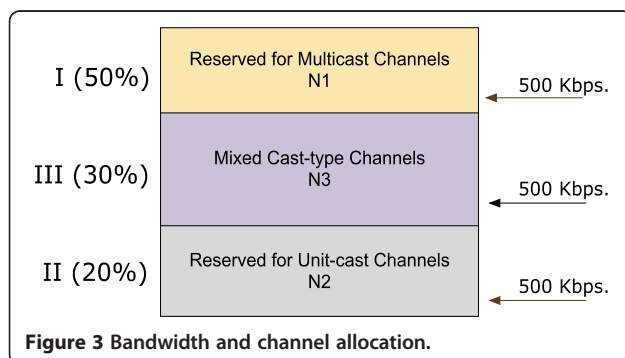 I (50%)
Reserved for Multicast Channels
N1
500 Kbps.
III (30%)
Mixed Cast-type Channels
N3
500 Kbps.
II (20%)
Reserved for Unit-cast Channels
N2
500 Kbps.
Figure 3 Bandwidth and channel allocation.